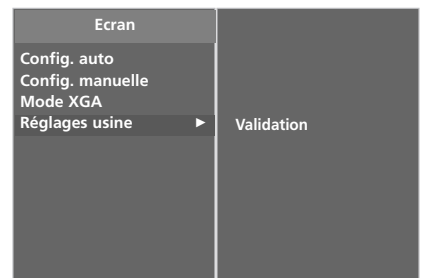 Ecran
Config. auto
Config. manuelle
Mode XGA
Réglages usine ►
Validation